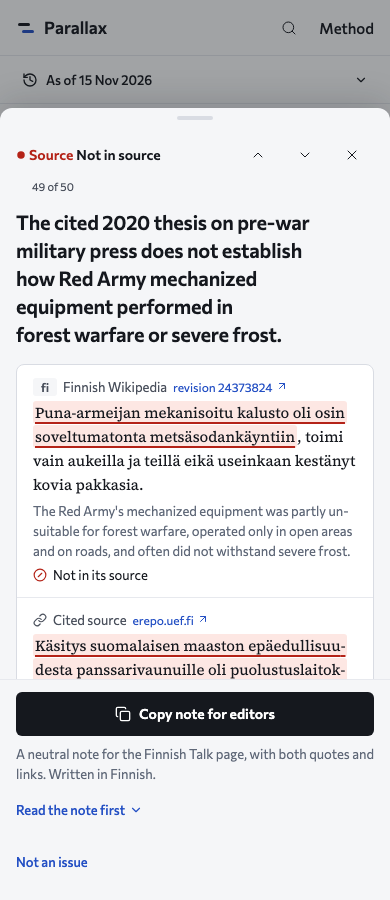 Parallax
Method
As of 15 Nov 2026
Source Not in source
49 of 50
The cited 2020 thesis on pre-war
military press does not establish
how Red Army mechanized
equipment performed in
forest warfare or severe frost.
fi Finnish Wikipedia revision 24373824
Puna-armeijan mekanisoitu kalusto oli osin
soveltumatonta metsäsodankäyntiin, toimi
vain aukeilla ja teillä eikä useinkaan kestänyt
kovia pakkasia.
The Red Army's mechanized equipment was partly un-
suitable for forest warfare, operated only in open areas
and on roads, and often did not withstand severe frost.
Not in its source
Cited source erepo.uef.fi
Käsitys suomalaisen maaston epäedullisuu-
desta panssarivaunuille oli puolustuslaitok-
Copy note for editors
A neutral note for the Finnish Talk page, with both quotes and
links. Written in Finnish.
Read the note first
Not an issue